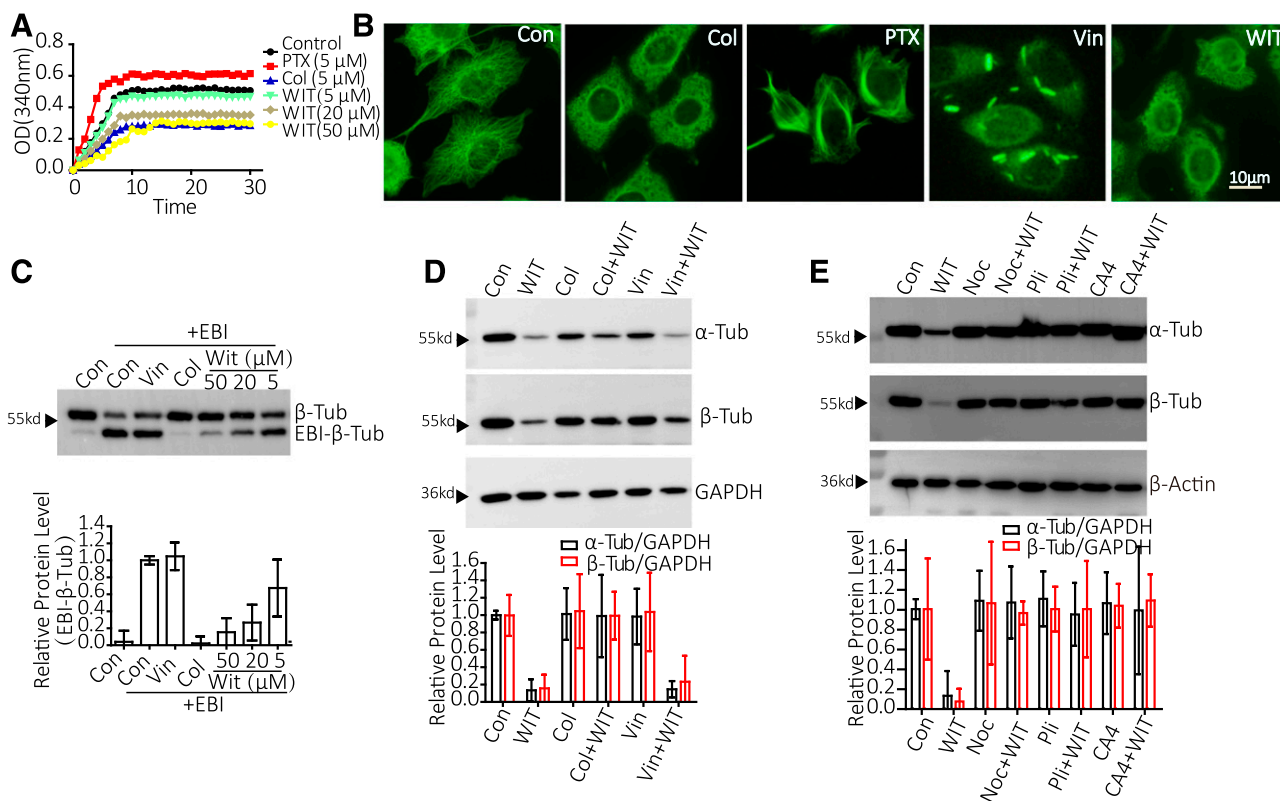 A
OD(340nm)
0.8
0.6
0.4
0.2
0.0
0
10
20
30
Time
Control
PTX (5 μM)
Col (5 μM)
WIT(5 μM)
WIT(20 μM)
WIT(50 μM)
B
Con
Col
PTX
Vin
WIT
10μm
C
+EBI
Wit (μM)
Con Con Vin Col 50 20 5
55kd
β-Tub
EBI-β-Tub
Relative Protein Level
(EBI-β-Tub)
1.4
1.2
1.0
0.8
0.6
0.4
0.2
0.0
Con Con Vin Col 50 20 5
Wit (μM)
+EBI
D
Con WIT Col Col+WIT Vin Vin+WIT
55kd α-Tub
55kd β-Tub
36kd GAPDH
α-Tub/GAPDH
β-Tub/GAPDH
Relative Protein Level
1.6
1.4
1.2
1.0
0.8
0.6
0.4
0.2
0.0
Con WIT Col Col+WIT Vin Vin+WIT
E
Con WIT Noc Noc+WIT Pli Pli+WIT CA4 CA4+WIT
55kd α-Tub
55kd β-Tub
36kd β-Actin
α-Tub/GAPDH
β-Tub/GAPDH
Relative Protein Level
1.6
1.4
1.2
1.0
0.8
0.6
0.4
0.2
0.0
Con WIT Noc Noc+WIT Pli Pli+WIT CA4 CA4+WIT